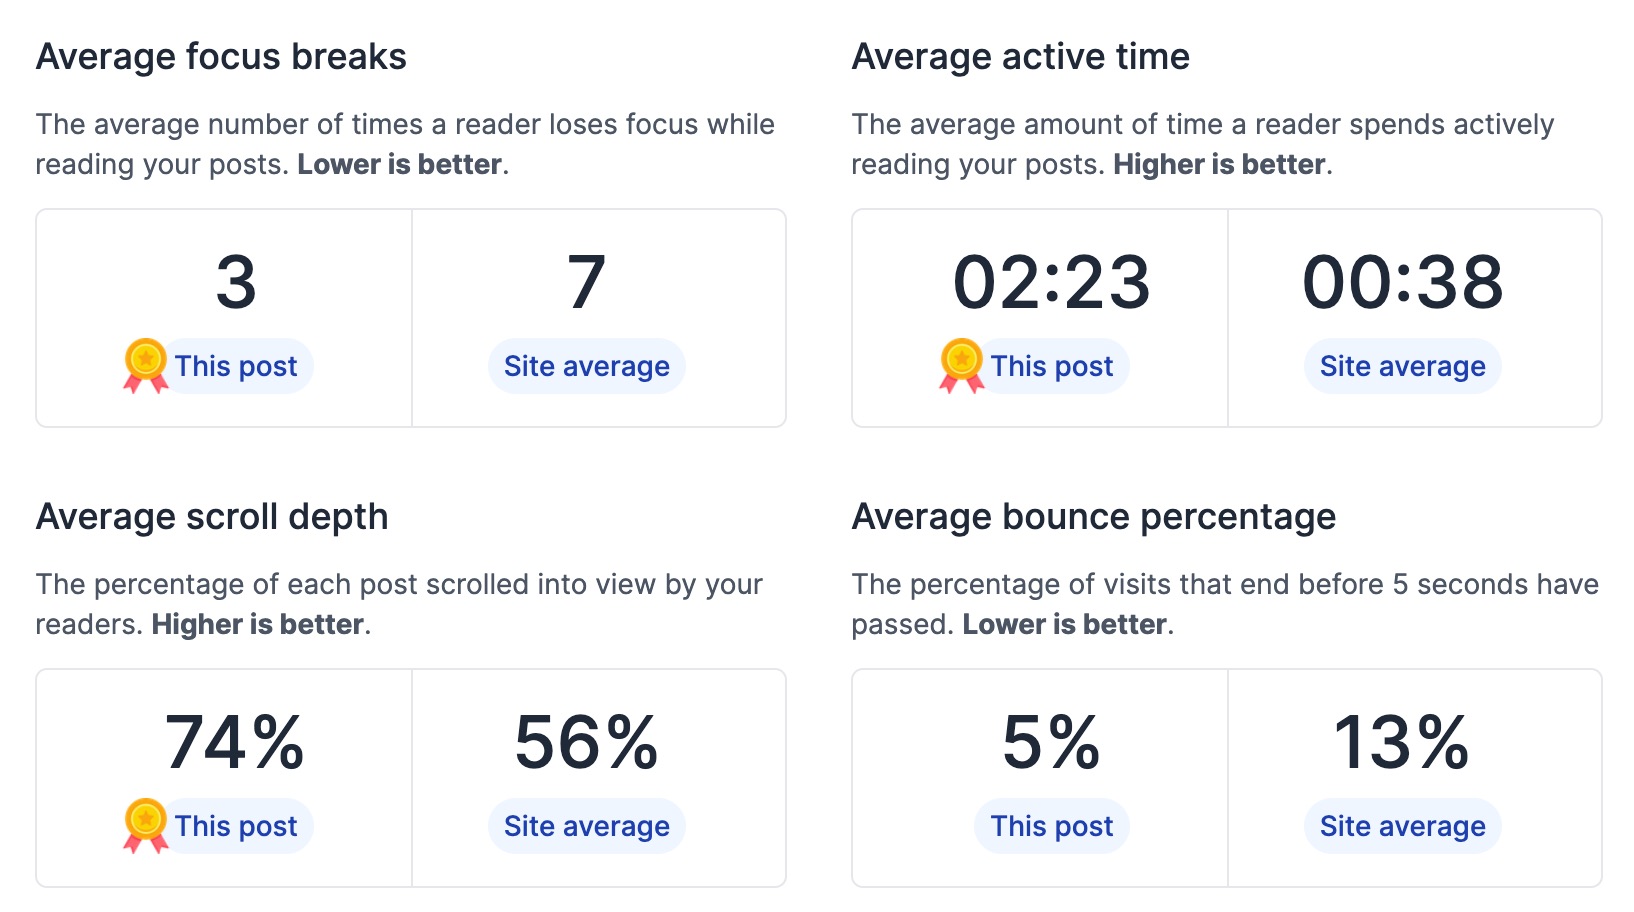 Average focus breaks
The average number of times a reader loses focus while
reading your posts. Lower is better.
3
This post
7
Site average
Average active time
The average amount of time a reader spends actively
reading your posts. Higher is better.
02:23
This post
00:38
Site average
Average scroll depth
The percentage of each post scrolled into view by your
readers. Higher is better.
74%
This post
56%
Site average
Average bounce percentage
The percentage of visits that end before 5 seconds have
passed. Lower is better.
5%
This post
13%
Site average